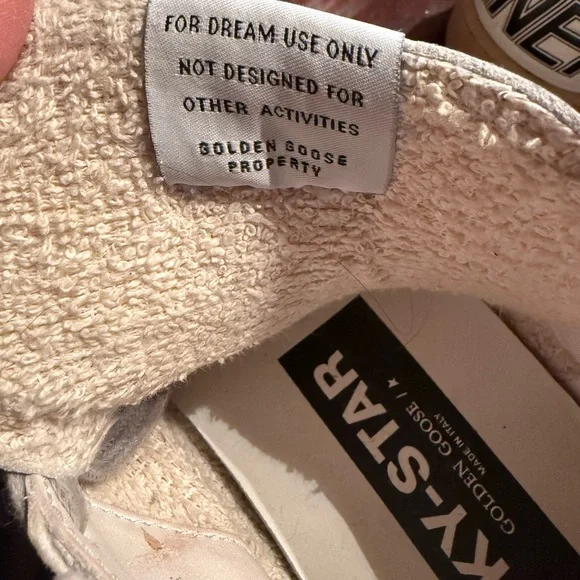 FOR DREAM USE ONLY
NOT DESIGNED FOR
OTHER ACTIVITIES
GOLDEN GOOSE
PROPERTY
KY-STAR
GOLDEN GOOSE /
MADE IN ITALY